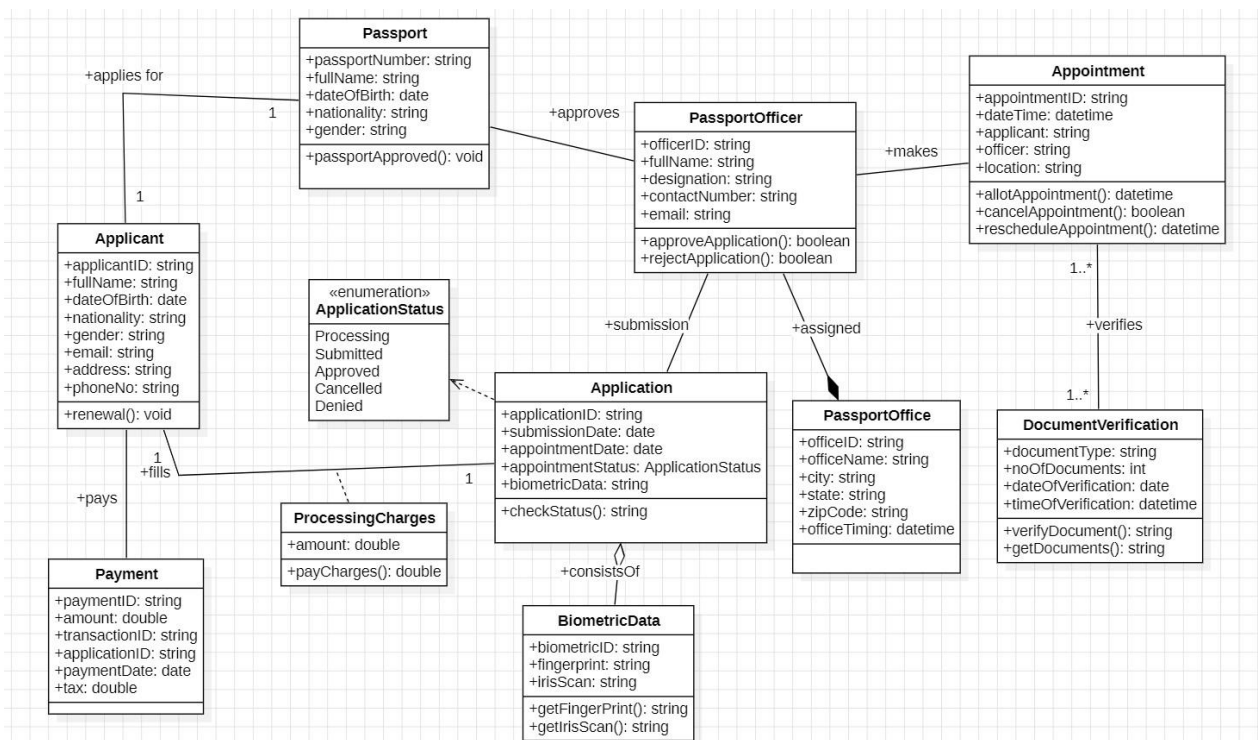 Passport
+passportNumber: string
+fullName: string
+dateOfBirth: date
+nationality: string
+gender: string
+passportApproved(): void
+applies for
1
1
+approves
PassportOfficer
+officerID: string
+fullName: string
+designation: string
+contactNumber: string
+email: string
+approveApplication(): boolean
+rejectApplication(): boolean
+makes
Appointment
+appointmentID: string
+dateTime: datetime
+applicant: string
+officer: string
+location: string
+allotAppointment(): datetime
+cancelAppointment(): boolean
+rescheduleAppointment(): datetime
Applicant
+applicantID: string
+fullName: string
+dateOfBirth: date
+nationality: string
+gender: string
+email: string
+address: string
+phoneNo: string
+renewal(): void
«enumeration»
ApplicationStatus
Processing
Submitted
Approved
Cancelled
Denied
+submission
+assigned
1..*
+verifies
1..*
Application
+applicationID: string
+submissionDate: date
+appointmentDate: date
+appointmentStatus: ApplicationStatus
+biometricData: string
+checkStatus(): string
PassportOffice
+officeID: string
+officeName: string
+city: string
+state: string
+zipCode: string
+officeTiming: datetime
DocumentVerification
+documentType: string
+noOfDocuments: int
+dateOfVerification: date
+timeOfVerification: datetime
+verifyDocument(): string
+getDocuments(): string
1
+fills
1
+pays
ProcessingCharges
+amount: double
+payCharges(): double
Payment
+paymentID: string
+amount: double
+transactionID: string
+applicationID: string
+paymentDate: date
+tax: double
+consistsOf
BiometricData
+biometricID: string
+fingerprint: string
+irisScan: string
+getFingerPrint(): string
+getIrisScan(): string